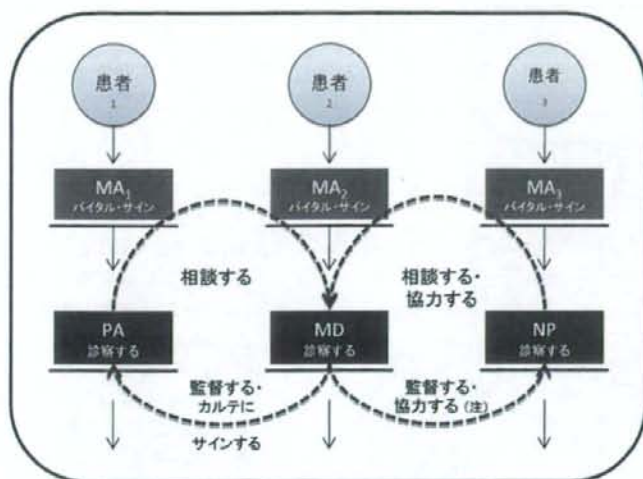 患者
1
患者
2
患者
3
MA1
バイタル・サイン
MA2
バイタル・サイン
MA3
バイタル・サイン
相談する
相談する・
協力する
PA
診察する
MD
診察する
NP
診察する
監督する・
カルテに
サインする
監督する・
協力する (注)